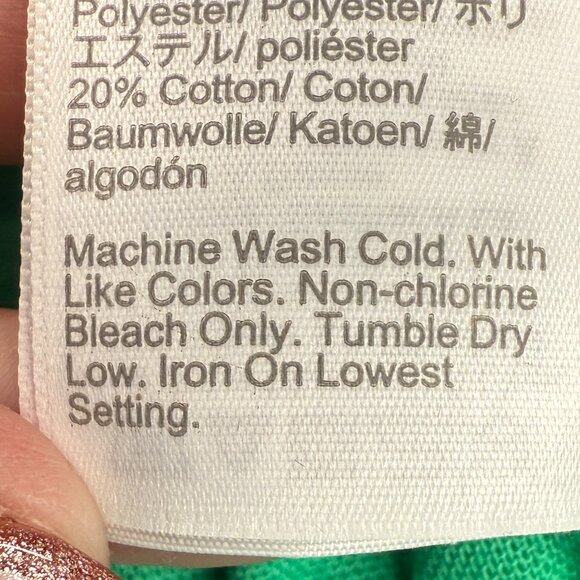 Polyester/ Polyester/ ポリ
エステル/ poliéster
20% Cotton/ Coton/
Baumwolle/ Katoen/ 綿/
algodón
Machine Wash Cold. With
Like Colors. Non-chlorine
Bleach Only. Tumble Dry
Low. Iron On Lowest
Setting.